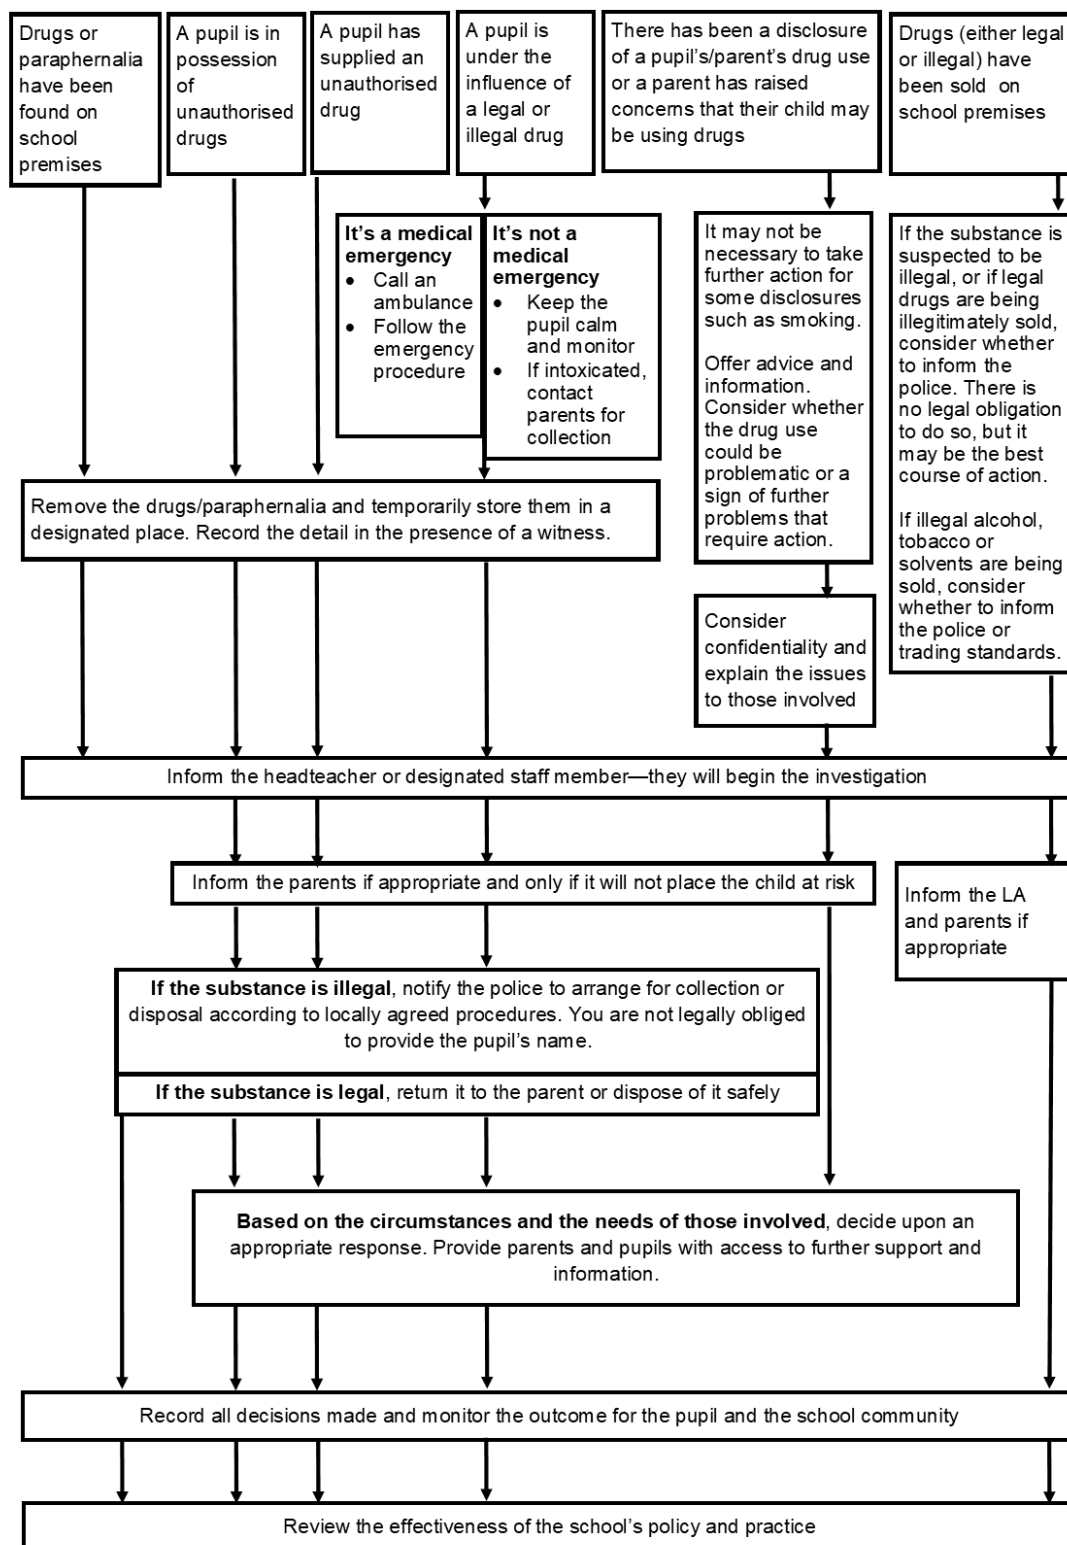 Drugs or
paraphernalia
have been
found on
school
premises
A pupil is in
possession
of
unauthorised
drugs
A pupil has
supplied an
unauthorised
drug
A pupil is
under the
influence of
a legal or
illegal drug
There has been a disclosure
of a pupil's/parent's drug use
or a parent has raised
concerns that their child may
be using drugs
Drugs (either legal
or illegal) have
been sold on
school premises
It's a medical
emergency
• Call an
ambulance
• Follow the
emergency
procedure
It's not a
medical
emergency
• Keep the
pupil calm
and monitor
• If intoxicated,
contact
parents for
collection
It may not be
necessary to take
further action for
some disclosures
such as smoking.
Offer advice and
information.
Consider whether
the drug use
could be
problematic or a
sign of further
problems that
require action.
If the substance is
suspected to be
illegal, or if legal
drugs are being
illegitimately sold,
consider whether
to inform the
police. There is
no legal obligation
to do so, but it
may be the best
course of action.
If illegal alcohol,
tobacco or
solvents are being
sold, consider
whether to inform
the police or
trading standards.
Remove the drugs/paraphernalia and temporarily store them in a
designated place. Record the detail in the presence of a witness.
Consider
confidentiality and
explain the issues
to those involved
Inform the headteacher or designated staff member—they will begin the investigation
Inform the parents if appropriate and only if it will not place the child at risk
Inform the LA
and parents if
appropriate
If the substance is illegal, notify the police to arrange for collection or
disposal according to locally agreed procedures. You are not legally obliged
to provide the pupil's name.
If the substance is legal, return it to the parent or dispose of it safely
Based on the circumstances and the needs of those involved, decide upon an
appropriate response. Provide parents and pupils with access to further support and
information.
Record all decisions made and monitor the outcome for the pupil and the school community
Review the effectiveness of the school's policy and practice